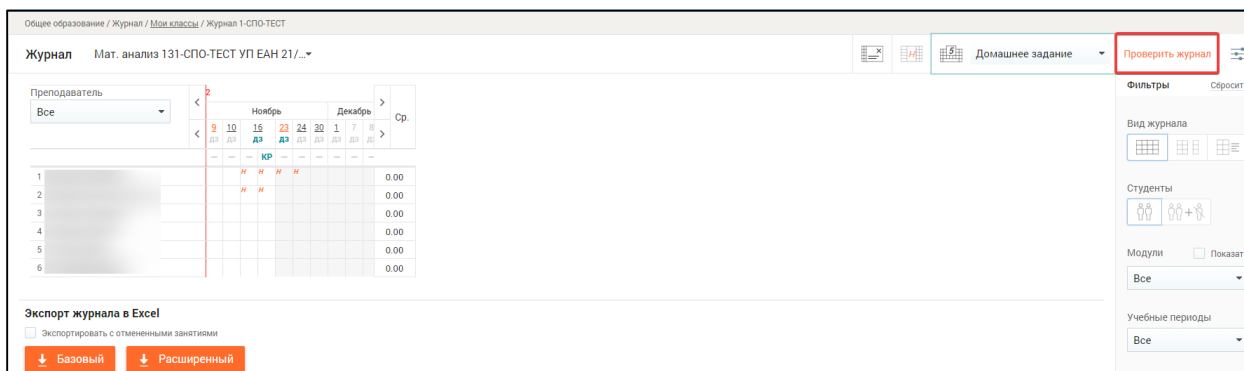 Общее образование / Журнал / Мои классы / Журнал 1-СПО-ТЕСТ
Журнал Мат. анализ 131-СПО-ТЕСТ УП ЕАН 21/... Н 5 Домашнее задание Проверить журнал
Преподаватель
Все
2
Ноябрь Декабрь Ср.
9 10 16 23 24 30 1 7 8
дз дз дз дз дз дз дз дз дз
– – – КР – – – – –
1 н н н н 0.00
2 н н 0.00
3 0.00
4 0.00
5 0.00
6 0.00
Экспорт журнала в Excel
Экспортировать с отмененными занятиями
Базовый Расширенный
Фильтры Сбросит
Вид журнала
Студенты
Модули Показат
Все
Учебные периоды
Все